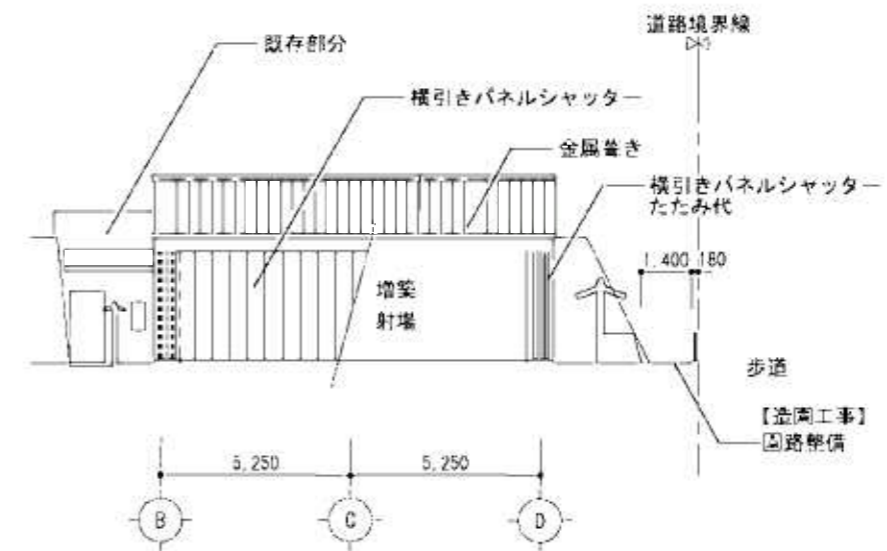 道路境界線
既存部分
横引きパネルシャッター
金属葺き
横引きパネルシャッター
たたみ代
1,400 180
増築
射場
歩道
【造園工事】
園路整備
5,250 5,250
B C D